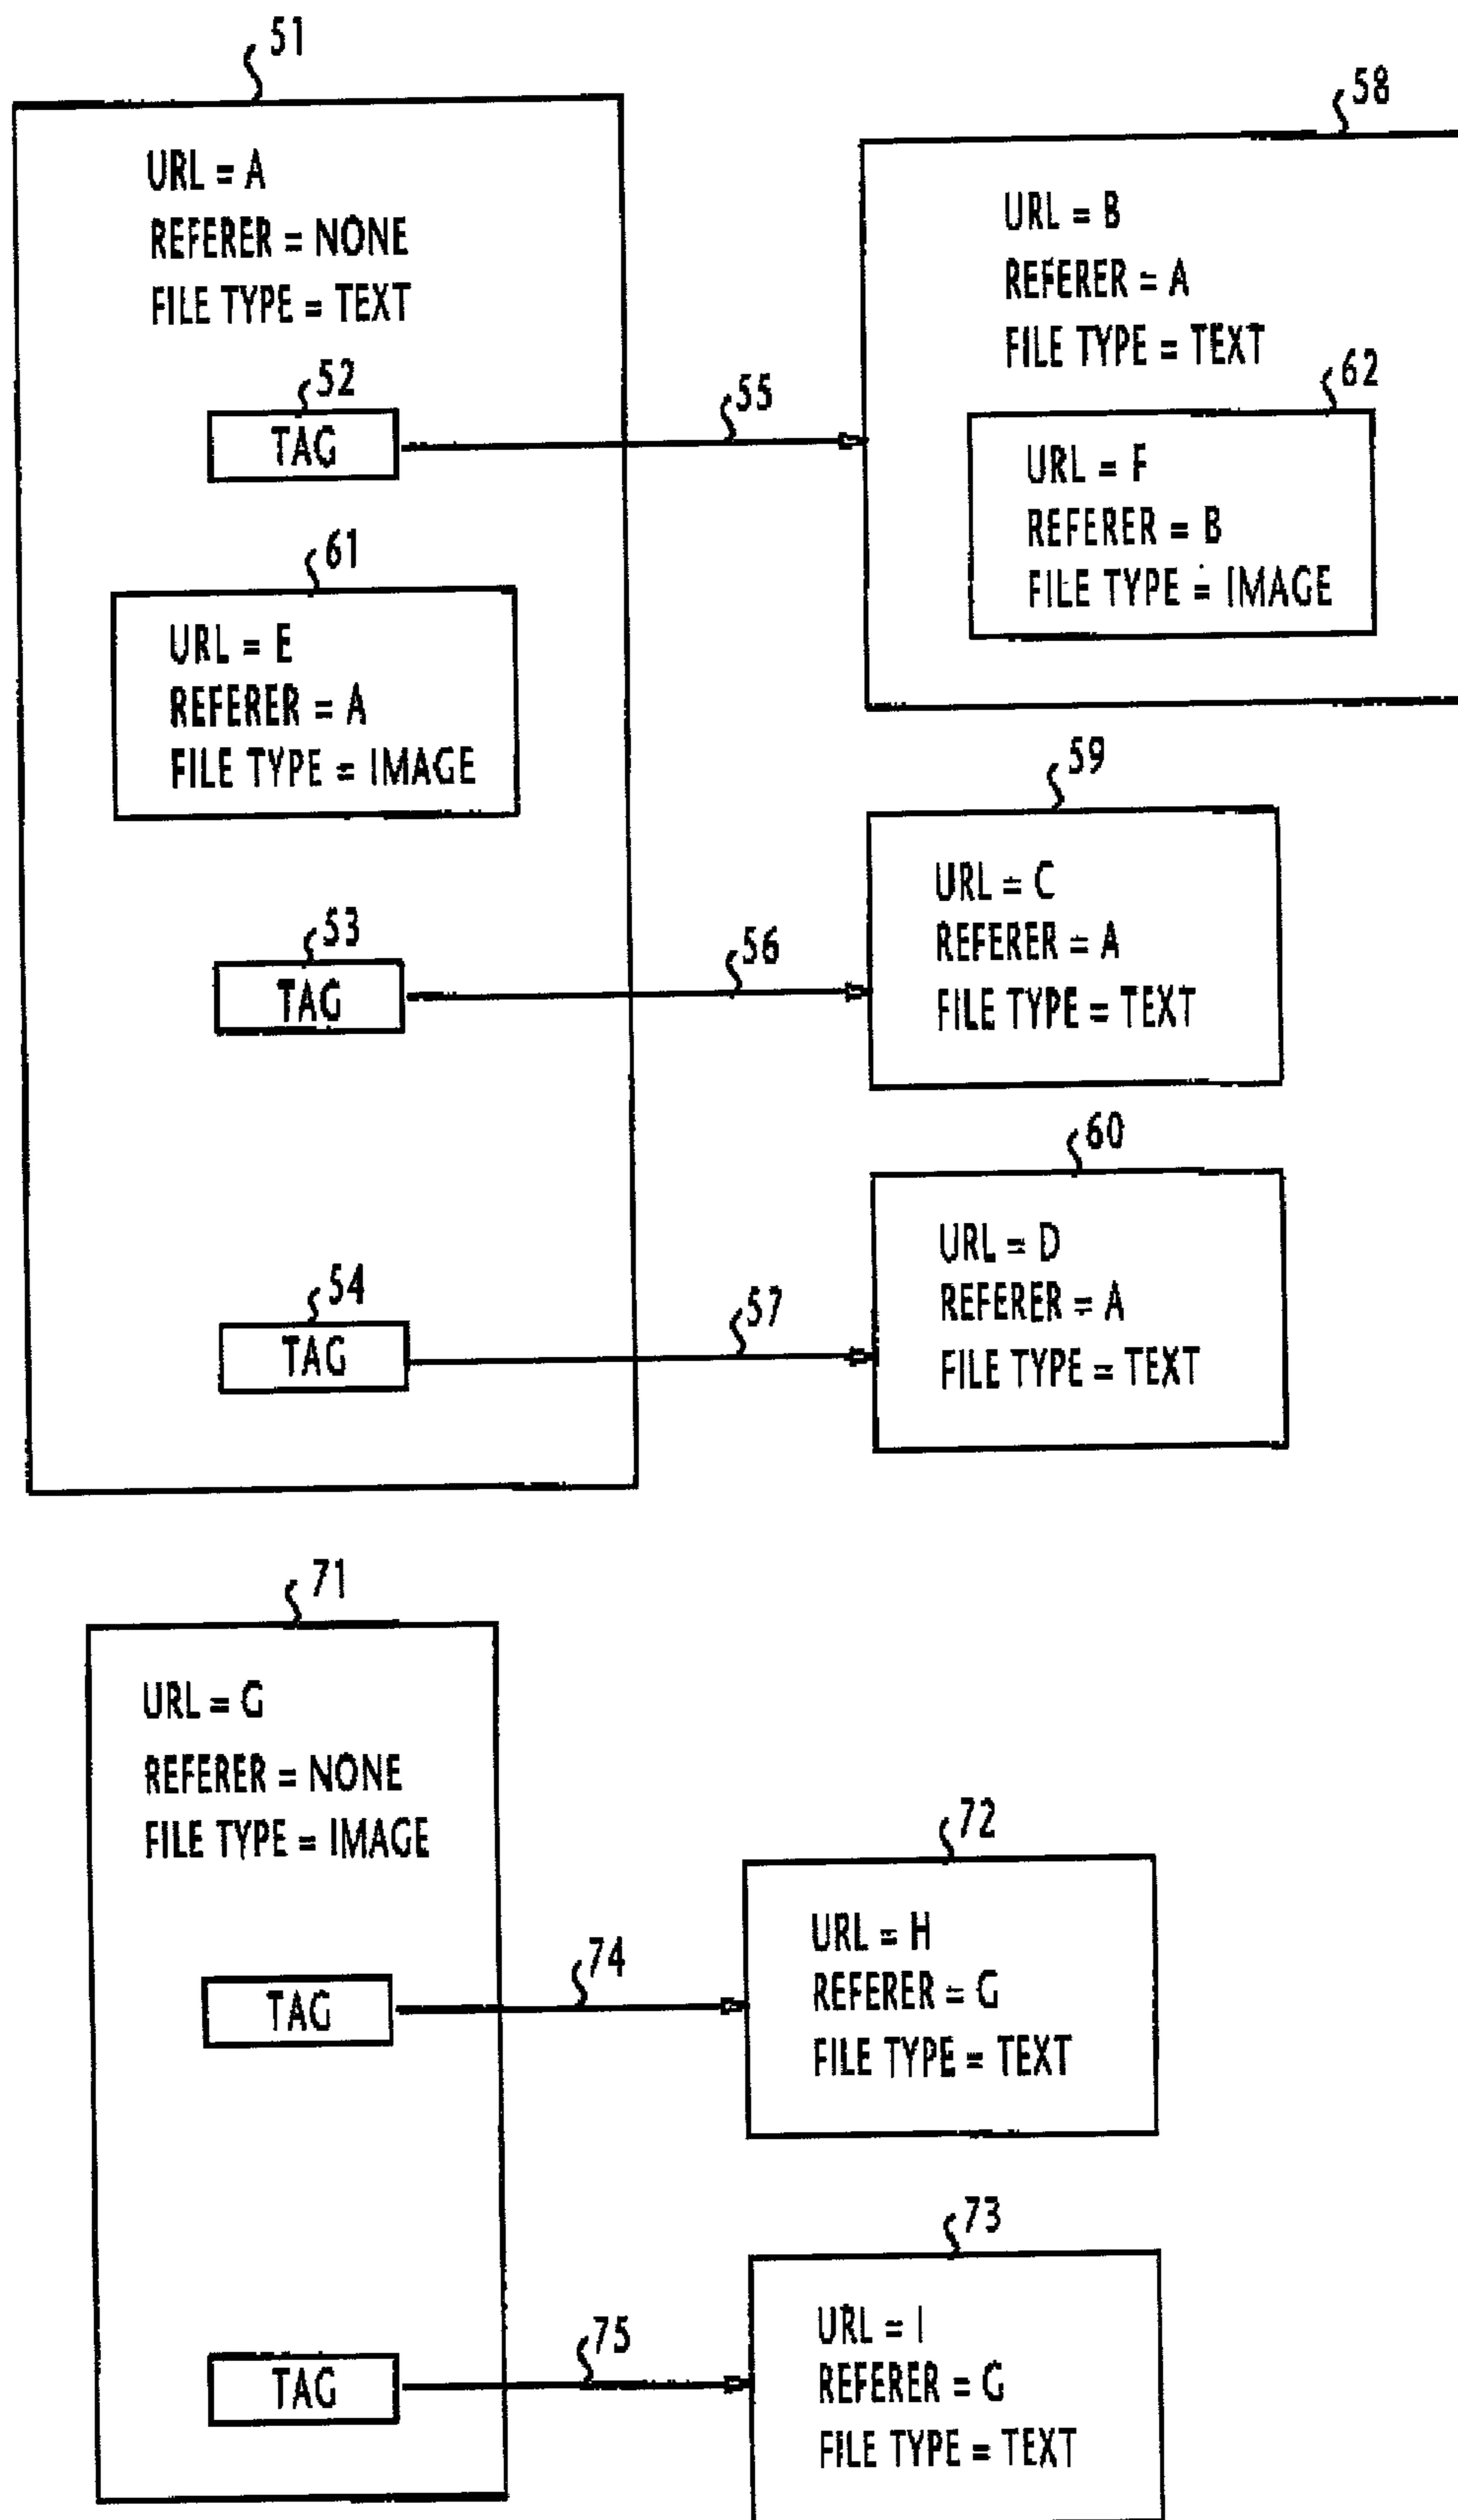 51
URL = A
REFERER = NONE
FILE TYPE = TEXT
52
TAG
55
61
URL = E
REFERER = A
FILE TYPE = IMAGE
53
TAG
56
54
TAG
57
58
URL = B
REFERER = A
FILE TYPE = TEXT
62
URL = F
REFERER = B
FILE TYPE = IMAGE
59
URL = C
REFERER = A
FILE TYPE = TEXT
60
URL = D
REFERER = A
FILE TYPE = TEXT
71
URL = G
REFERER = NONE
FILE TYPE = IMAGE
TAG
74
72
URL = H
REFERER = G
FILE TYPE = TEXT
TAG
75
73
URL = I
REFERER = G
FILE TYPE = TEXT